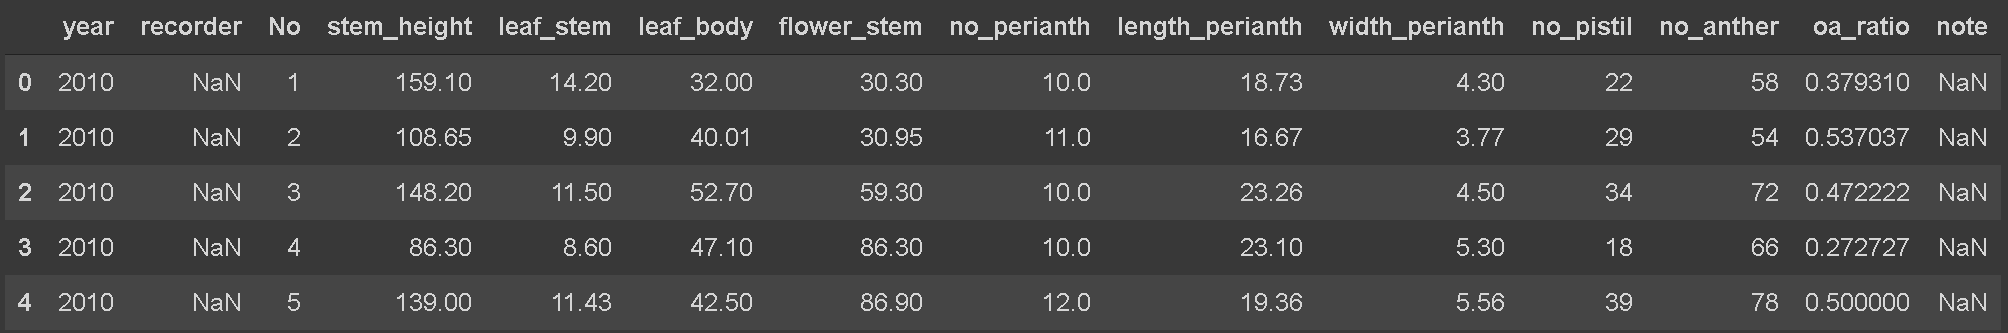 year recorder No stem_height leaf_stem leaf_body flower_stem no_perianth length_perianth width_perianth no_pistil no_anther oa_ratio note
0 2010 NaN 1 159.10 14.20 32.00 30.30 10.0 18.73 4.30 22 58 0.379310 NaN
1 2010 NaN 2 108.65 9.90 40.01 30.95 11.0 16.67 3.77 29 54 0.537037 NaN
2 2010 NaN 3 148.20 11.50 52.70 59.30 10.0 23.26 4.50 34 72 0.472222 NaN
3 2010 NaN 4 86.30 8.60 47.10 86.30 10.0 23.10 5.30 18 66 0.272727 NaN
4 2010 NaN 5 139.00 11.43 42.50 86.90 12.0 19.36 5.56 39 78 0.500000 NaN